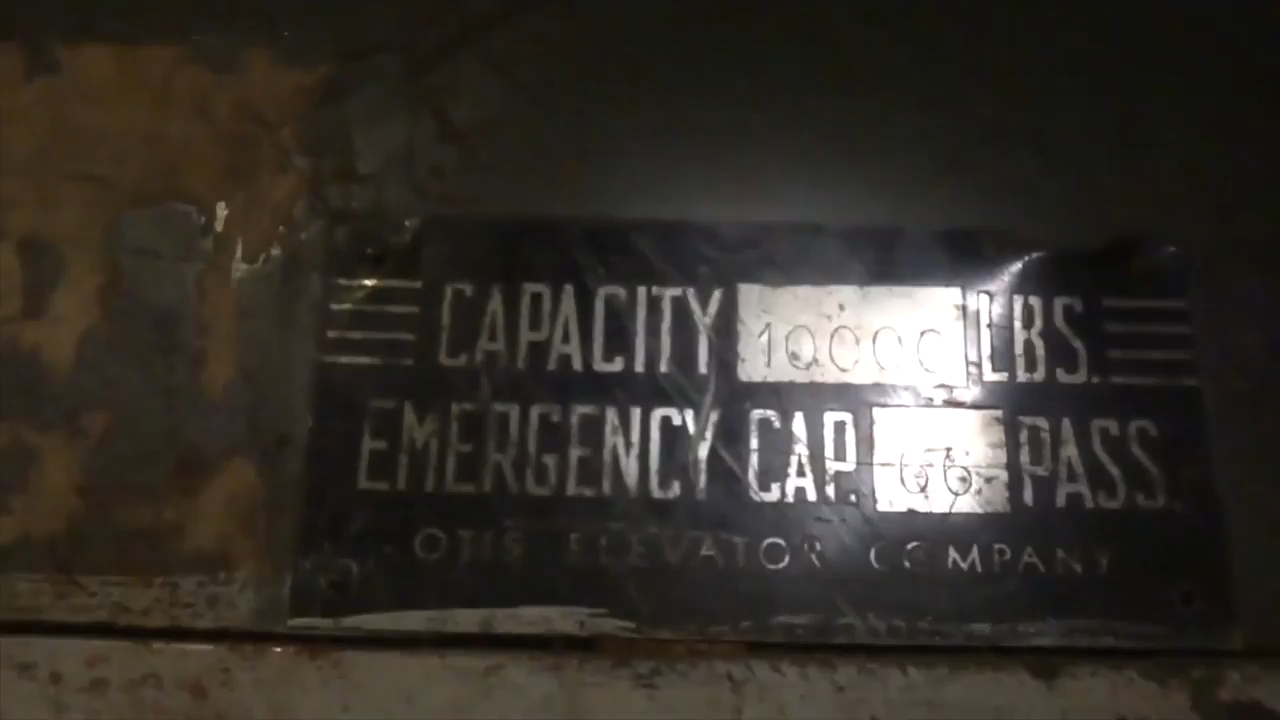 CAPACITY 10000 LBS.
EMERGENCY CAP. 66 PASS.
OTIS ELEVATOR COMPANY